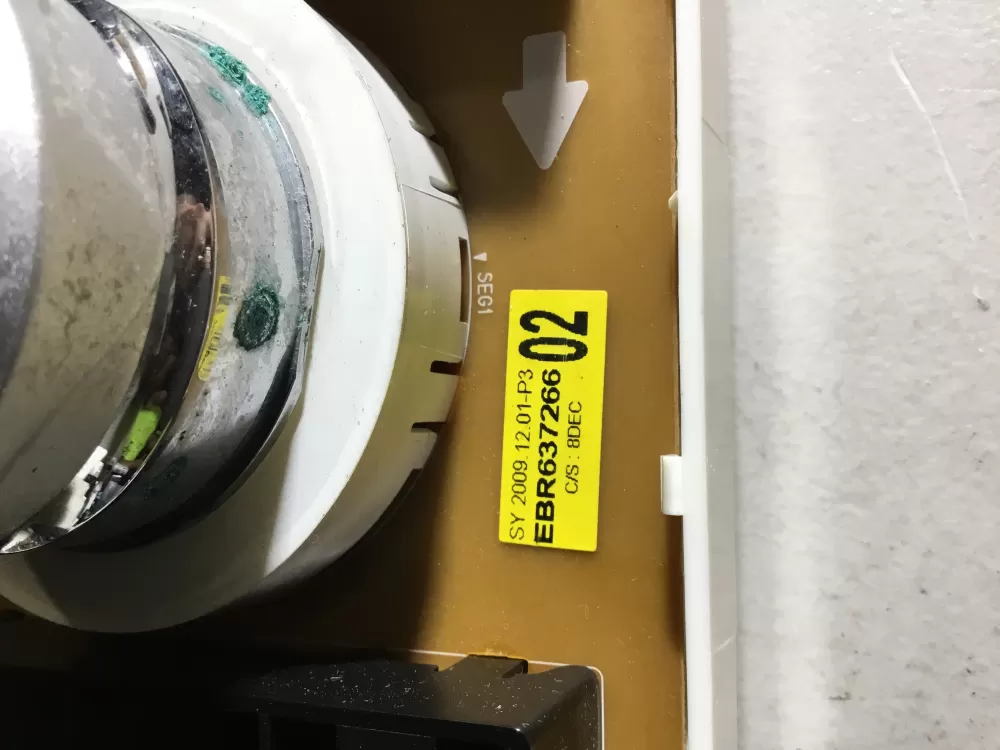 ▼ SEG1
SY 2009.12.01-P3
EBR637266 02
C/S : 8DEC